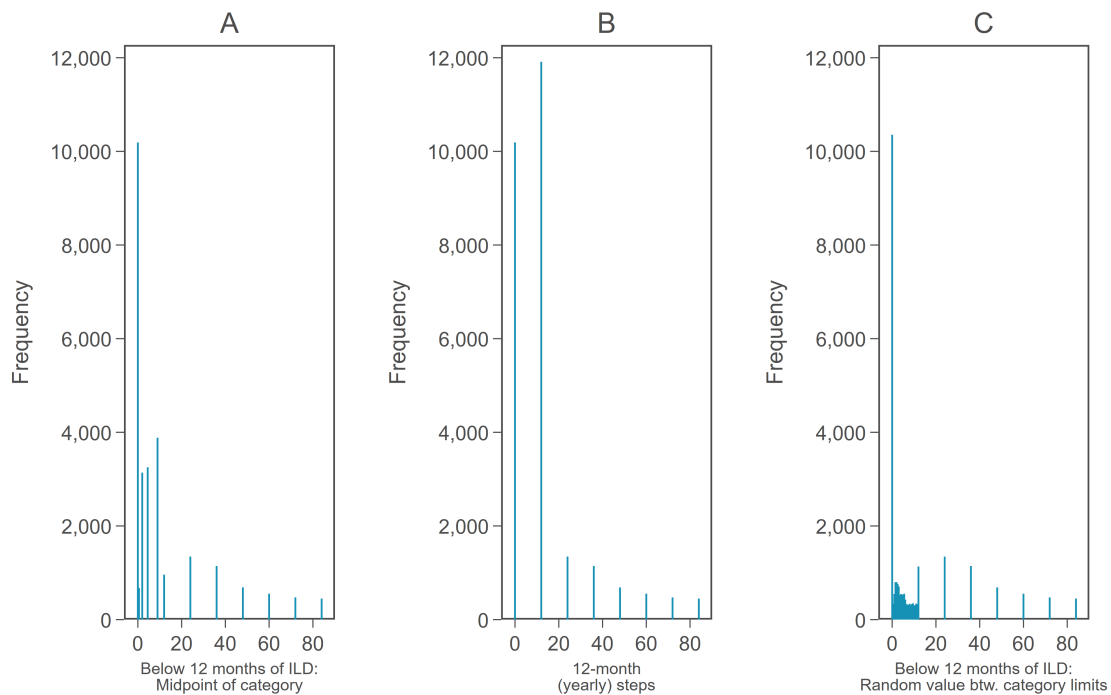 A
12,000
10,000
8,000
6,000
4,000
2,000
0
Frequency
0 20 40 60 80
Below 12 months of ILD:
Midpoint of category
B
12,000
10,000
8,000
6,000
4,000
2,000
0
Frequency
0 20 40 60 80
12-month
(yearly) steps
C
12,000
10,000
8,000
6,000
4,000
2,000
0
Frequency
0 20 40 60 80
Below 12 months of ILD:
Random value btw. category limits